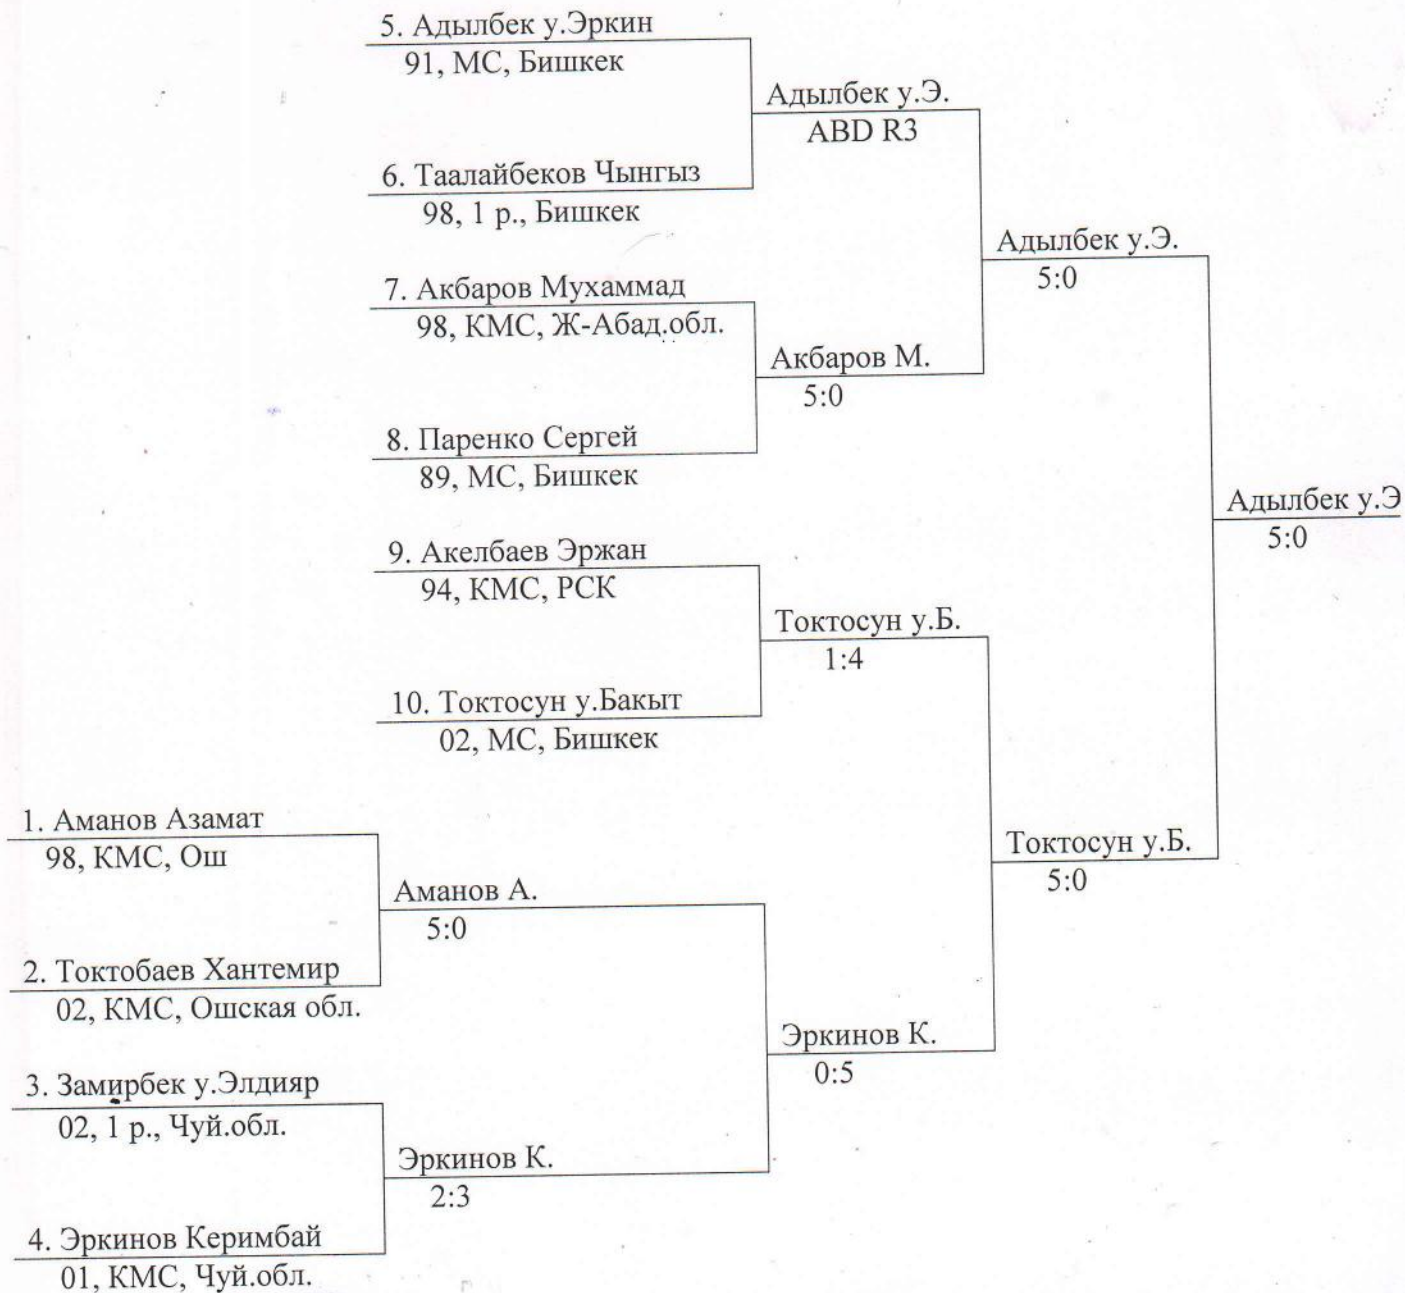 5. Адылбек у.Эркин
91, МС, Бишкек
Адылбек у.Э.
ABD R3
6. Таалайбеков Чынгыз
98, 1 р., Бишкек
Адылбек у.Э.
5:0
7. Акбаров Мухаммад
98, КМС, Ж-Абад.обл.
Акбаров М.
5:0
8. Паренко Сергей
89, МС, Бишкек
Адылбек у.Э
5:0
9. Акелбаев Эржан
94, КМС, РСК
Токтосун у.Б.
1:4
10. Токтосун у.Бакыт
02, МС, Бишкек
1. Аманов Азамат
98, КМС, Ош
Токтосун у.Б.
5:0
Аманов А.
5:0
2. Токтобаев Хантемир
02, КМС, Ошская обл.
Эркинов К.
0:5
3. Замирбек у.Элдияр
02, 1 р., Чуй.обл.
Эркинов К.
2:3
4. Эркинов Керимбай
01, КМС, Чуй.обл.